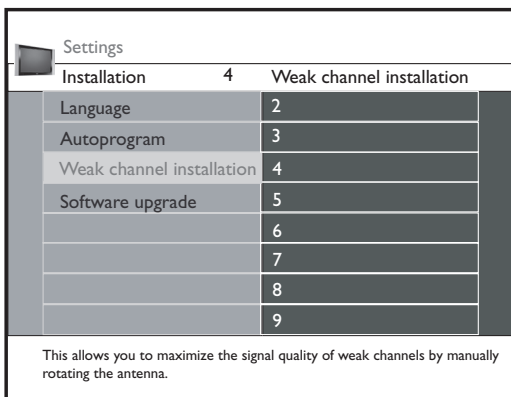 Settings
Installation 4 Weak channel installation
Language 2
Autoprogram 3
Weak channel installation 4
Software upgrade 5
6
7
8
9
This allows you to maximize the signal quality of weak channels by manually
rotating the antenna.